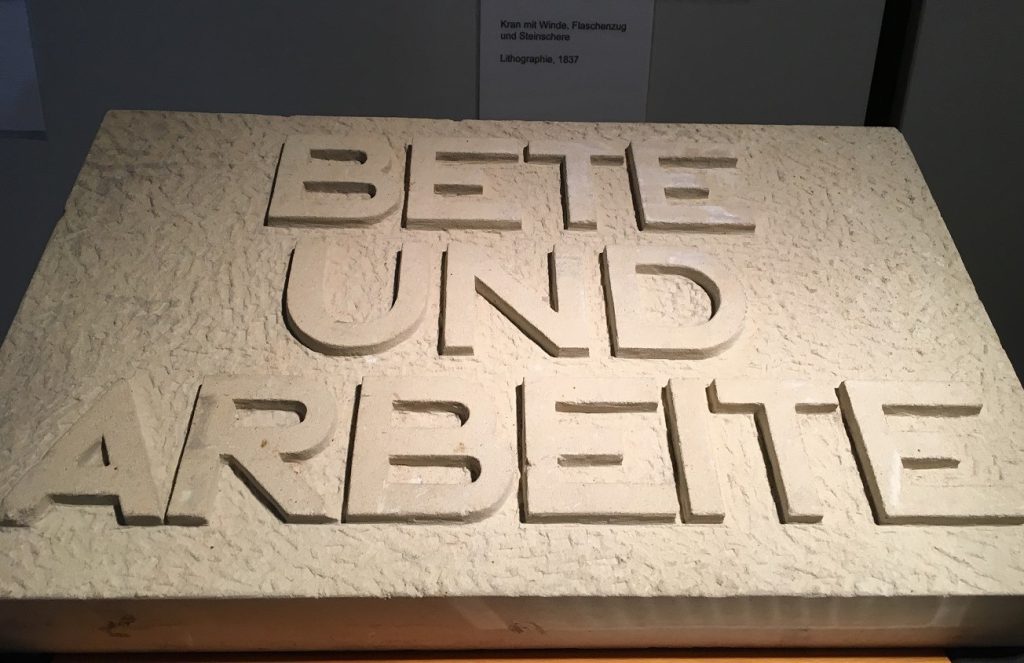 Kran mit Winde, Flaschenzug
und Steinschere
Lithographie, 1837
BETE
UND
ARBEITE